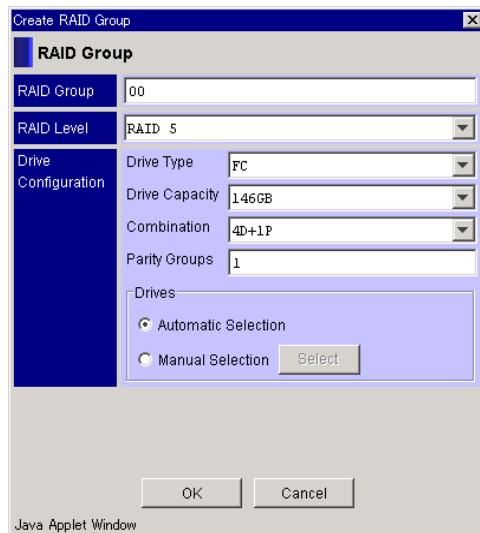 Create RAID Group
RAID Group
RAID Group 00
RAID Level RAID 5
Drive Configuration
Drive Type FC
Drive Capacity 146GB
Combination 4D+1P
Parity Groups 1
Drives
Automatic Selection
Manual Selection Select
OK Cancel
Java Applet Window